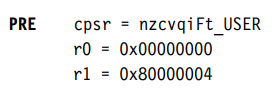 PRE cpsr = nzcvqiFt_USER
r0 = 0x00000000
r1 = 0x80000004